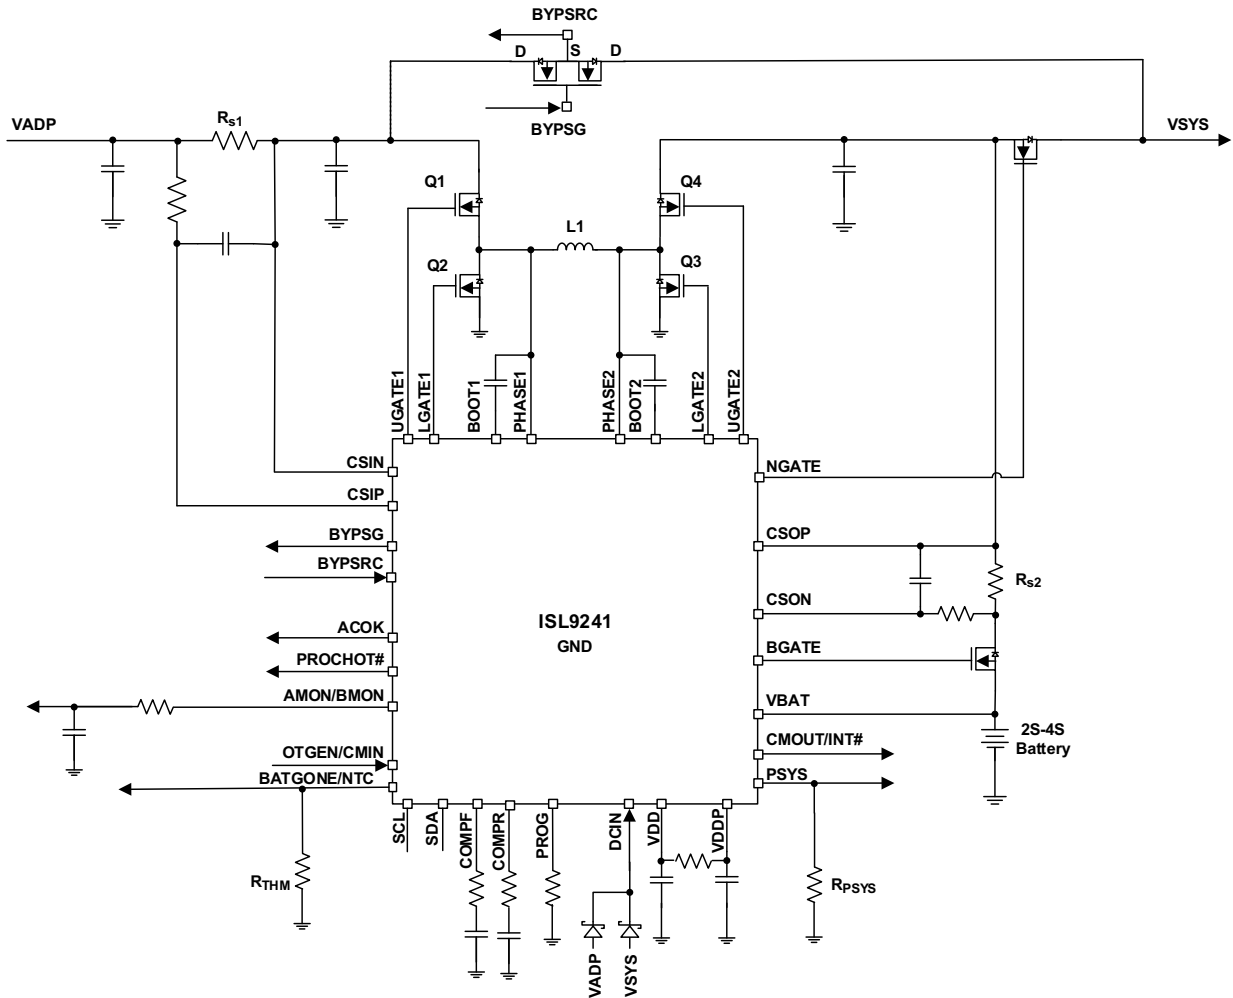 BYPSRC
D
S
D
BYPSG
VADP
Rs1
VSYS
Q1
Q4
L1
Q2
Q3
UGATE1
LGATE1
BOOT1
PHASE1
PHASE2
BOOT2
LGATE2
UGATE2
CSIN
CSIP
BYPSG
BYPSRC
ACOK
PROCHOT#
AMON/BMON
OTGEN/CMIN
BATGONE/NTC
NGATE
CSOP
CSON
BGATE
VBAT
CMOUT/INT#
PSYS
Rs2
2S-4S
Battery
ISL9241
GND
SCL
SDA
COMPF
COMPR
PROG
DCIN
VDD
VDDP
RTHM
RPSYS
VADP
VSYS